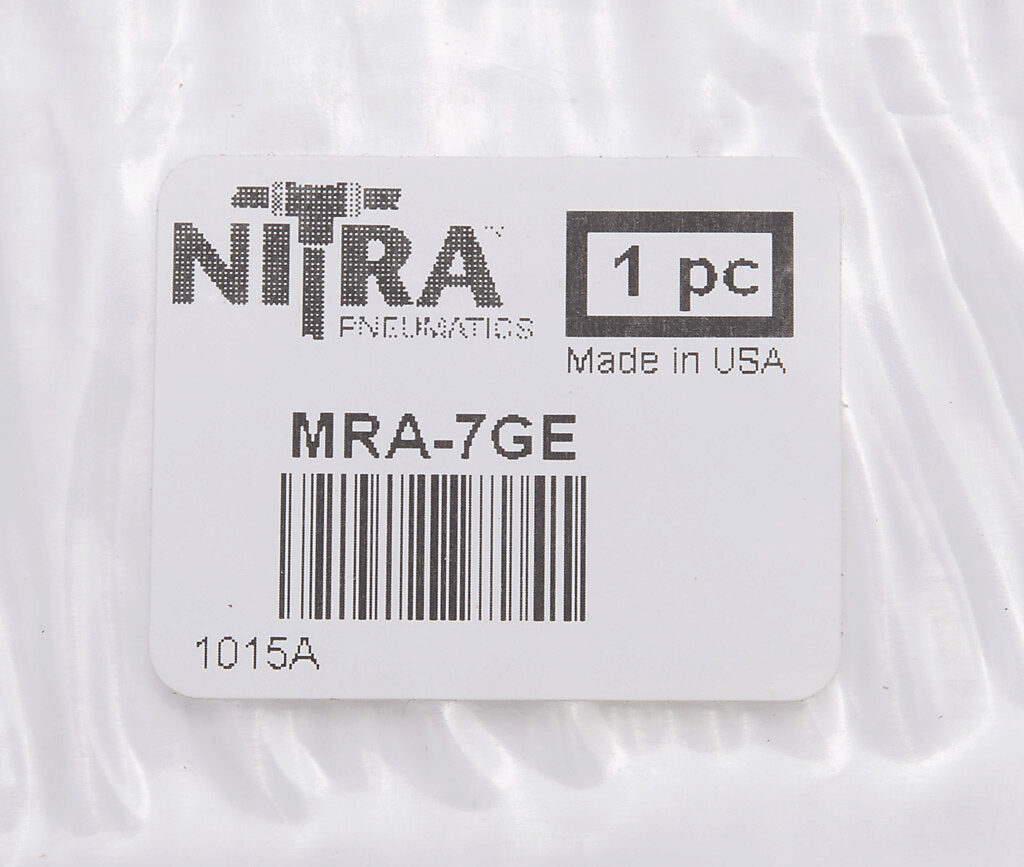 NITRA™
PNEUMATICS
1 pc
Made in USA
MRA-7GE
1015A